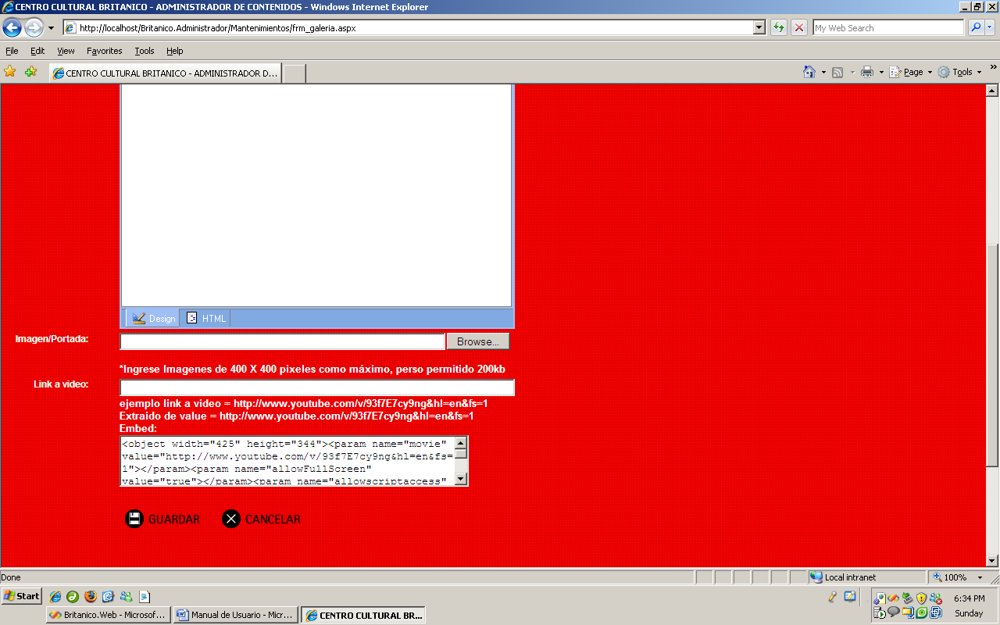 CENTRO CULTURAL BRITANICO - ADMINISTRADOR DE CONTENIDOS - Windows Internet Explorer
http://localhost/Britanico.Administrador/Mantenimientos/frm_galeria.aspx
My Web Search
File Edit View Favorites Tools Help
CENTRO CULTURAL BRITANICO - ADMINISTRADOR D...
Page Tools
Design HTML
Imagen/Portada:
Browse...
*Ingrese Imagenes de 400 X 400 pixeles como máximo, perso permitido 200kb
Link a video:
ejemplo link a video = http://www.youtube.com/v/93f7E7cy9ng&hl=en&fs=1
Extraido de value = http://www.youtube.com/v/93f7E7cy9ng&hl=en&fs=1
Embed:
<object width="425" height="344"><param name="movie"
value="http://www.youtube.com/v/93f7E7cy9ng&hl=en&fs=
1"></param><param name="allowFullScreen"
value="true"></param><param name="allowscriptaccess"
GUARDAR CANCELAR
Done
Local intranet
100%
Start
6:34 PM
Britanico.Web - Microsof...
Manual de Usuario - Micr...
CENTRO CULTURAL BR...
Sunday